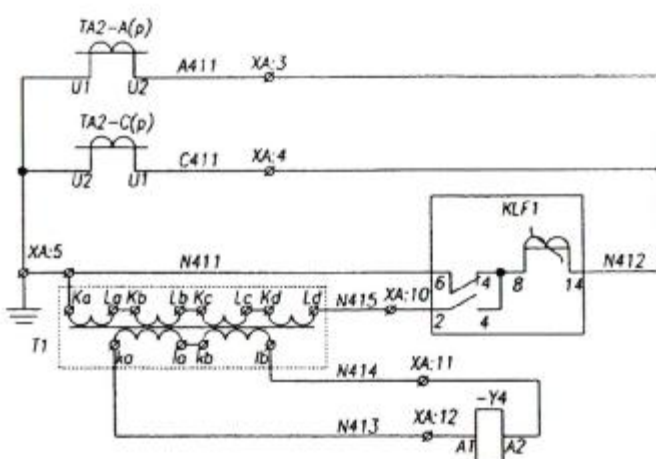 TA2-A(p)
U1 U2 A411 XA:3
TA2-C(p)
U2 U1 C411 XA:4
KLF1
XA:5 N411 6 4 8 14 N412
Ka La Kb Lb Kc Lc Kd Ld N415 XA:10 2 4
T1
ka la kb lb
N414 XA:11
-Y4
N413 XA:12 A1 A2